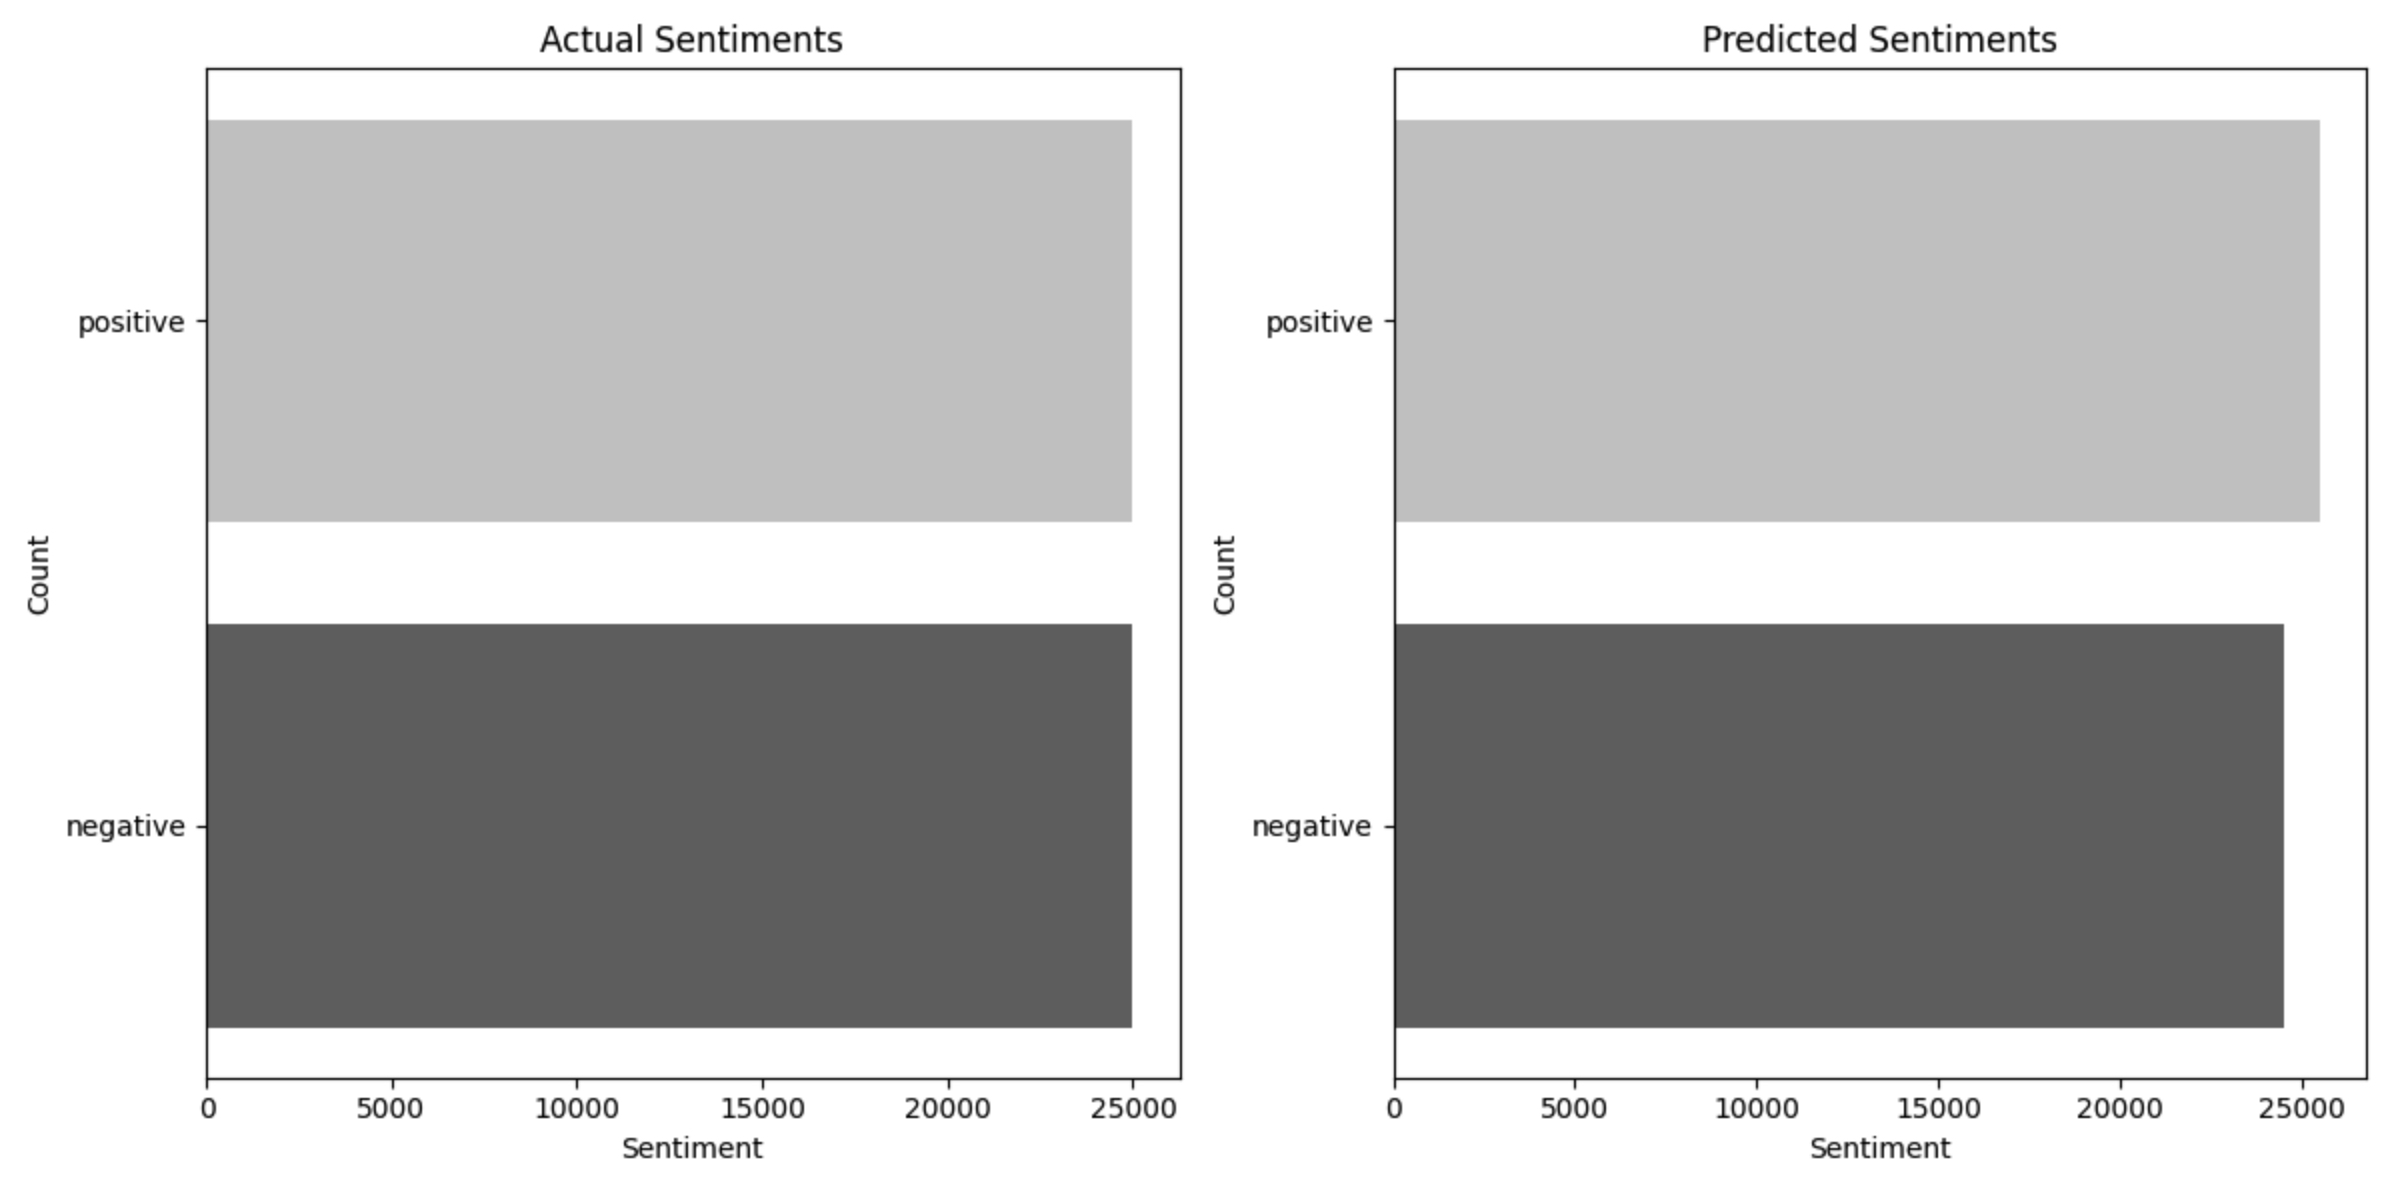 Actual Sentiments
positive
Count
negative
0 5000 10000 15000 20000 25000
Sentiment
Predicted Sentiments
positive
Count
negative
0 5000 10000 15000 20000 25000
Sentiment